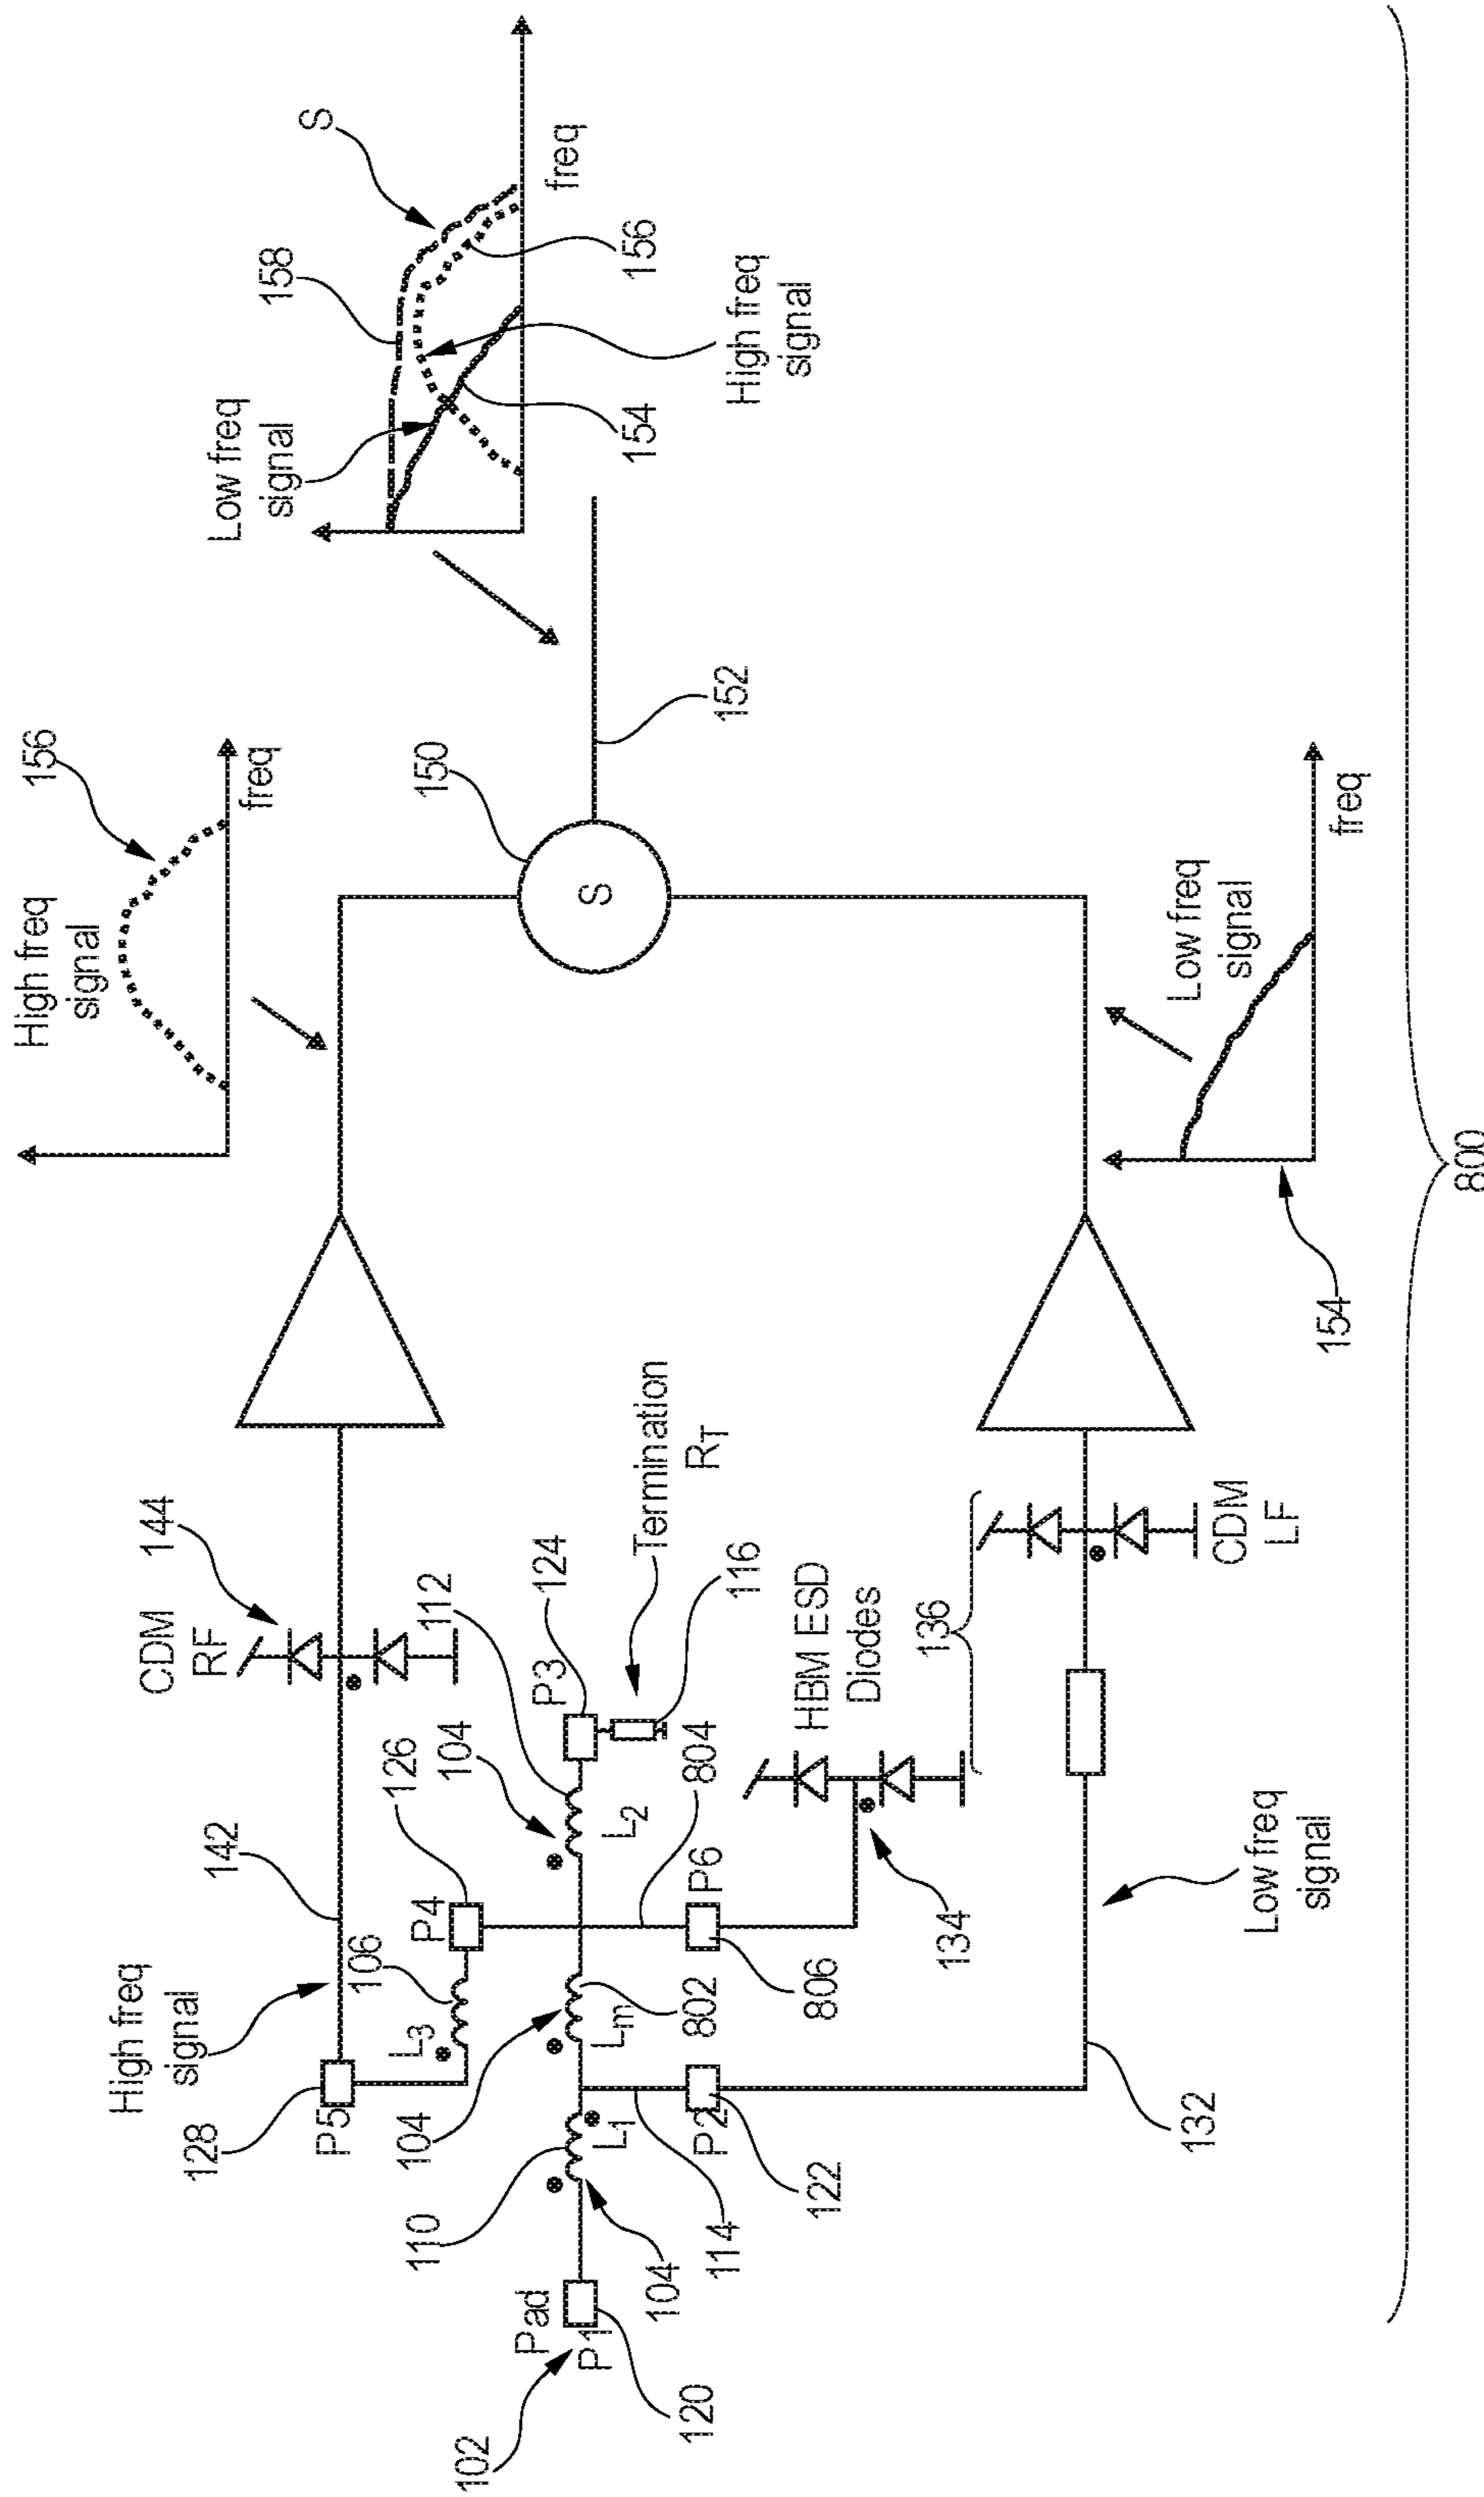 High freq
signal
156
freq
S
158
Low freq
signal
freq
156
High freq
signal
154
150
S
152
CDM
RF
144
142
High freq
signal
128
P5
106
L3
P4
126
104
112
124
P3
Termination
RT
116
L2
104
Lm
802
804
110
L1
104
Pad
P1
102
120
114
P2
122
P6
806
HBM ESD
Diodes
134
136
CDM
LF
132
Low freq
signal
Low freq
signal
freq
154
800